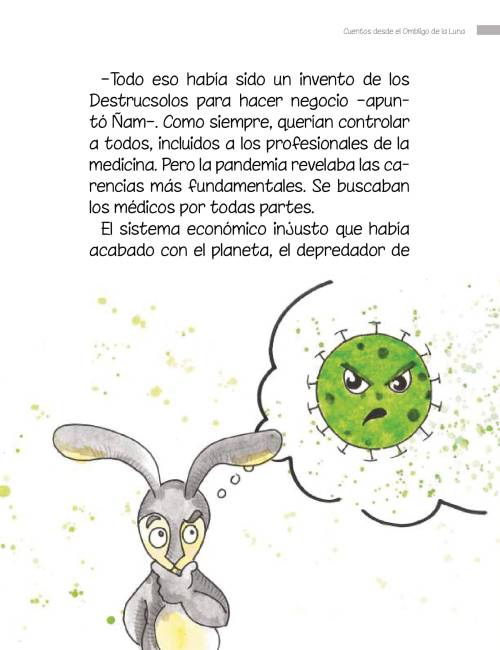 Cuentos desde el Ombligo de la Luna
-Todo eso había sido un invento de los
Destrucsolos para hacer negocio -apun-
tó Ñam-. Como siempre, querían controlar
a todos, incluidos a los profesionales de la
medicina. Pero la pandemia revelaba las ca-
rencias más fundamentales. Se buscaban
los médicos por todas partes.
El sistema económico injusto que había
acabado con el planeta, el depredador de